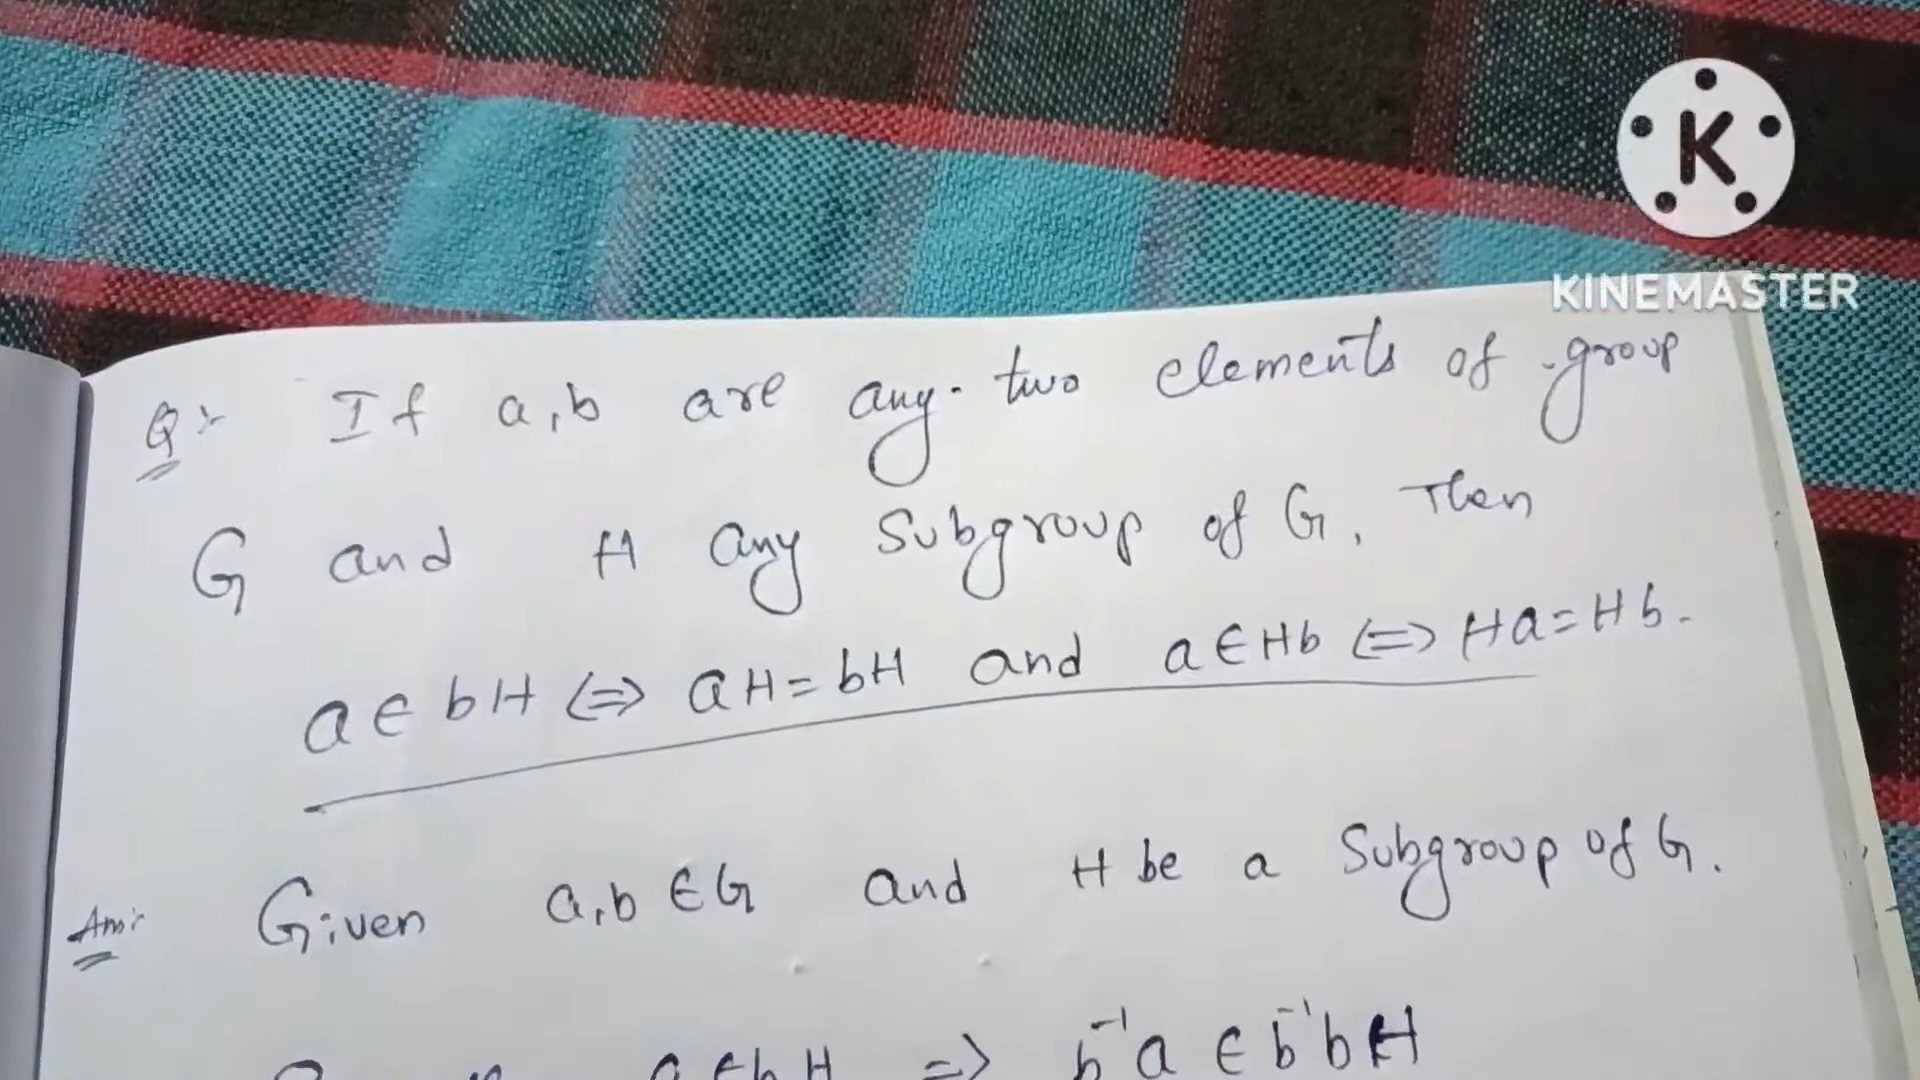 K
KINEMASTER
Q:- If a,b are any two elements of group
G and H any subgroup of G, Then
a∈bH ⇔ aH=bH and a∈Hb ⇔ Ha=Hb.
Ans:- Given a,b∈G and H be a Subgroup of G.
a∈bH ⇒ b⁻¹a ∈ b⁻¹bH